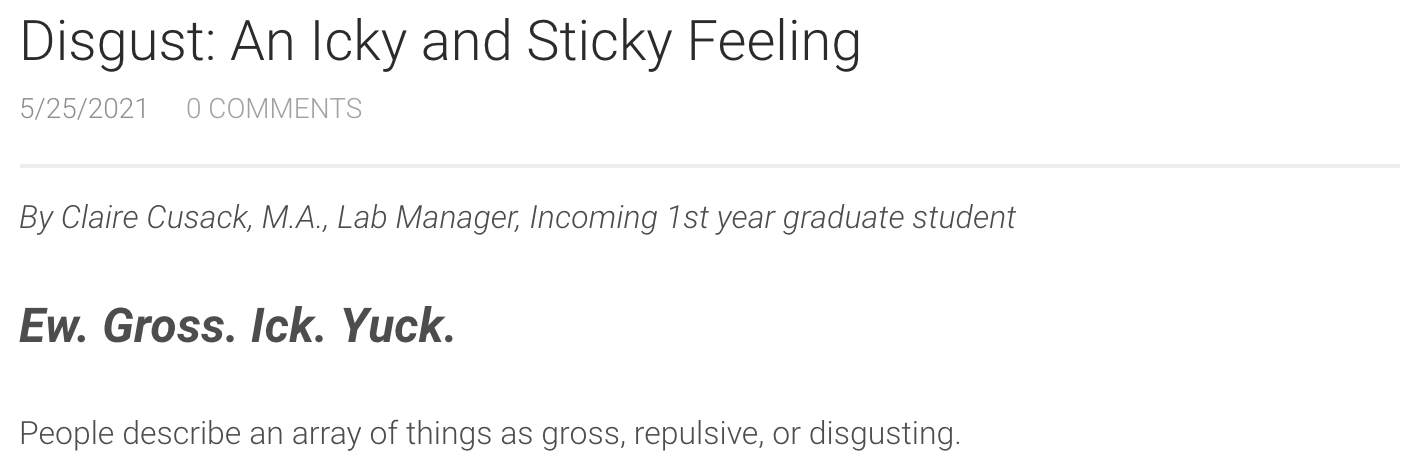 Disgust: An Icky and Sticky Feeling
5/25/2021 0 COMMENTS
By Claire Cusack, M.A., Lab Manager, Incoming 1st year graduate student
Ew. Gross. Ick. Yuck.
People describe an array of things as gross, repulsive, or disgusting.